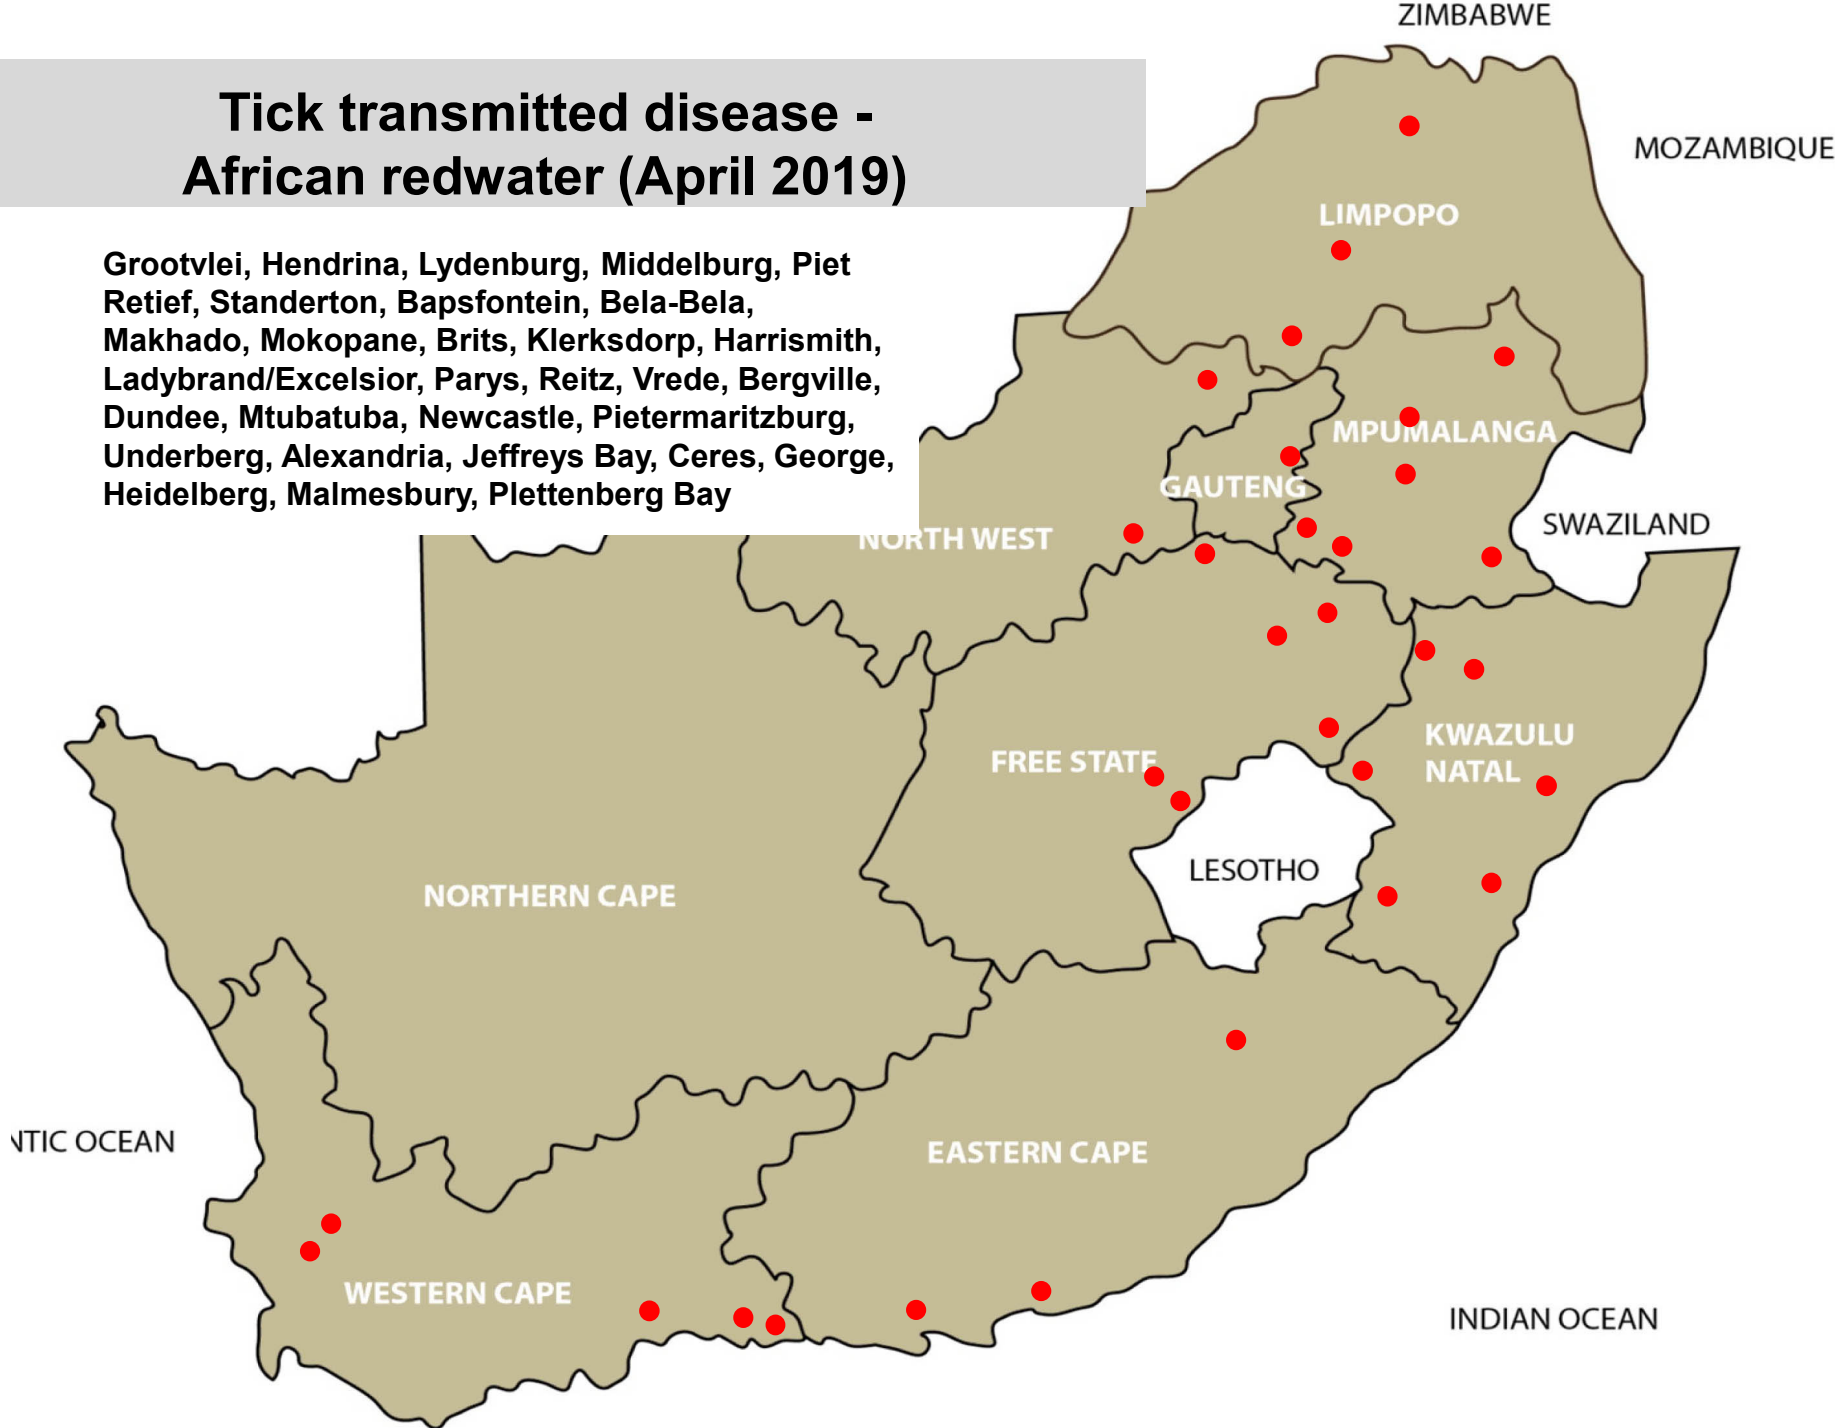 ZIMBABWE
Tick transmitted disease -
African redwater (April 2019)
MOZAMBIQUE
LIMPOPO
Grootvlei, Hendrina, Lydenburg, Middelburg, Piet
Retief, Standerton, Bapsfontein, Bela-Bela,
Makhado, Mokopane, Brits, Klerksdorp, Harrismith,
Ladybrand/Excelsior, Parys, Reitz, Vrede, Bergville,
Dundee, Mtubatuba, Newcastle, Pietermaritzburg,
Underberg, Alexandria, Jeffreys Bay, Ceres, George,
Heidelberg, Malmesbury, Plettenberg Bay
MPUMALANGA
GAUTENG
SWAZILAND
NORTH WEST
KWAZULU
NATAL
FREE STATE
LESOTHO
NORTHERN CAPE
NTIC OCEAN
EASTERN CAPE
WESTERN CAPE
INDIAN OCEAN